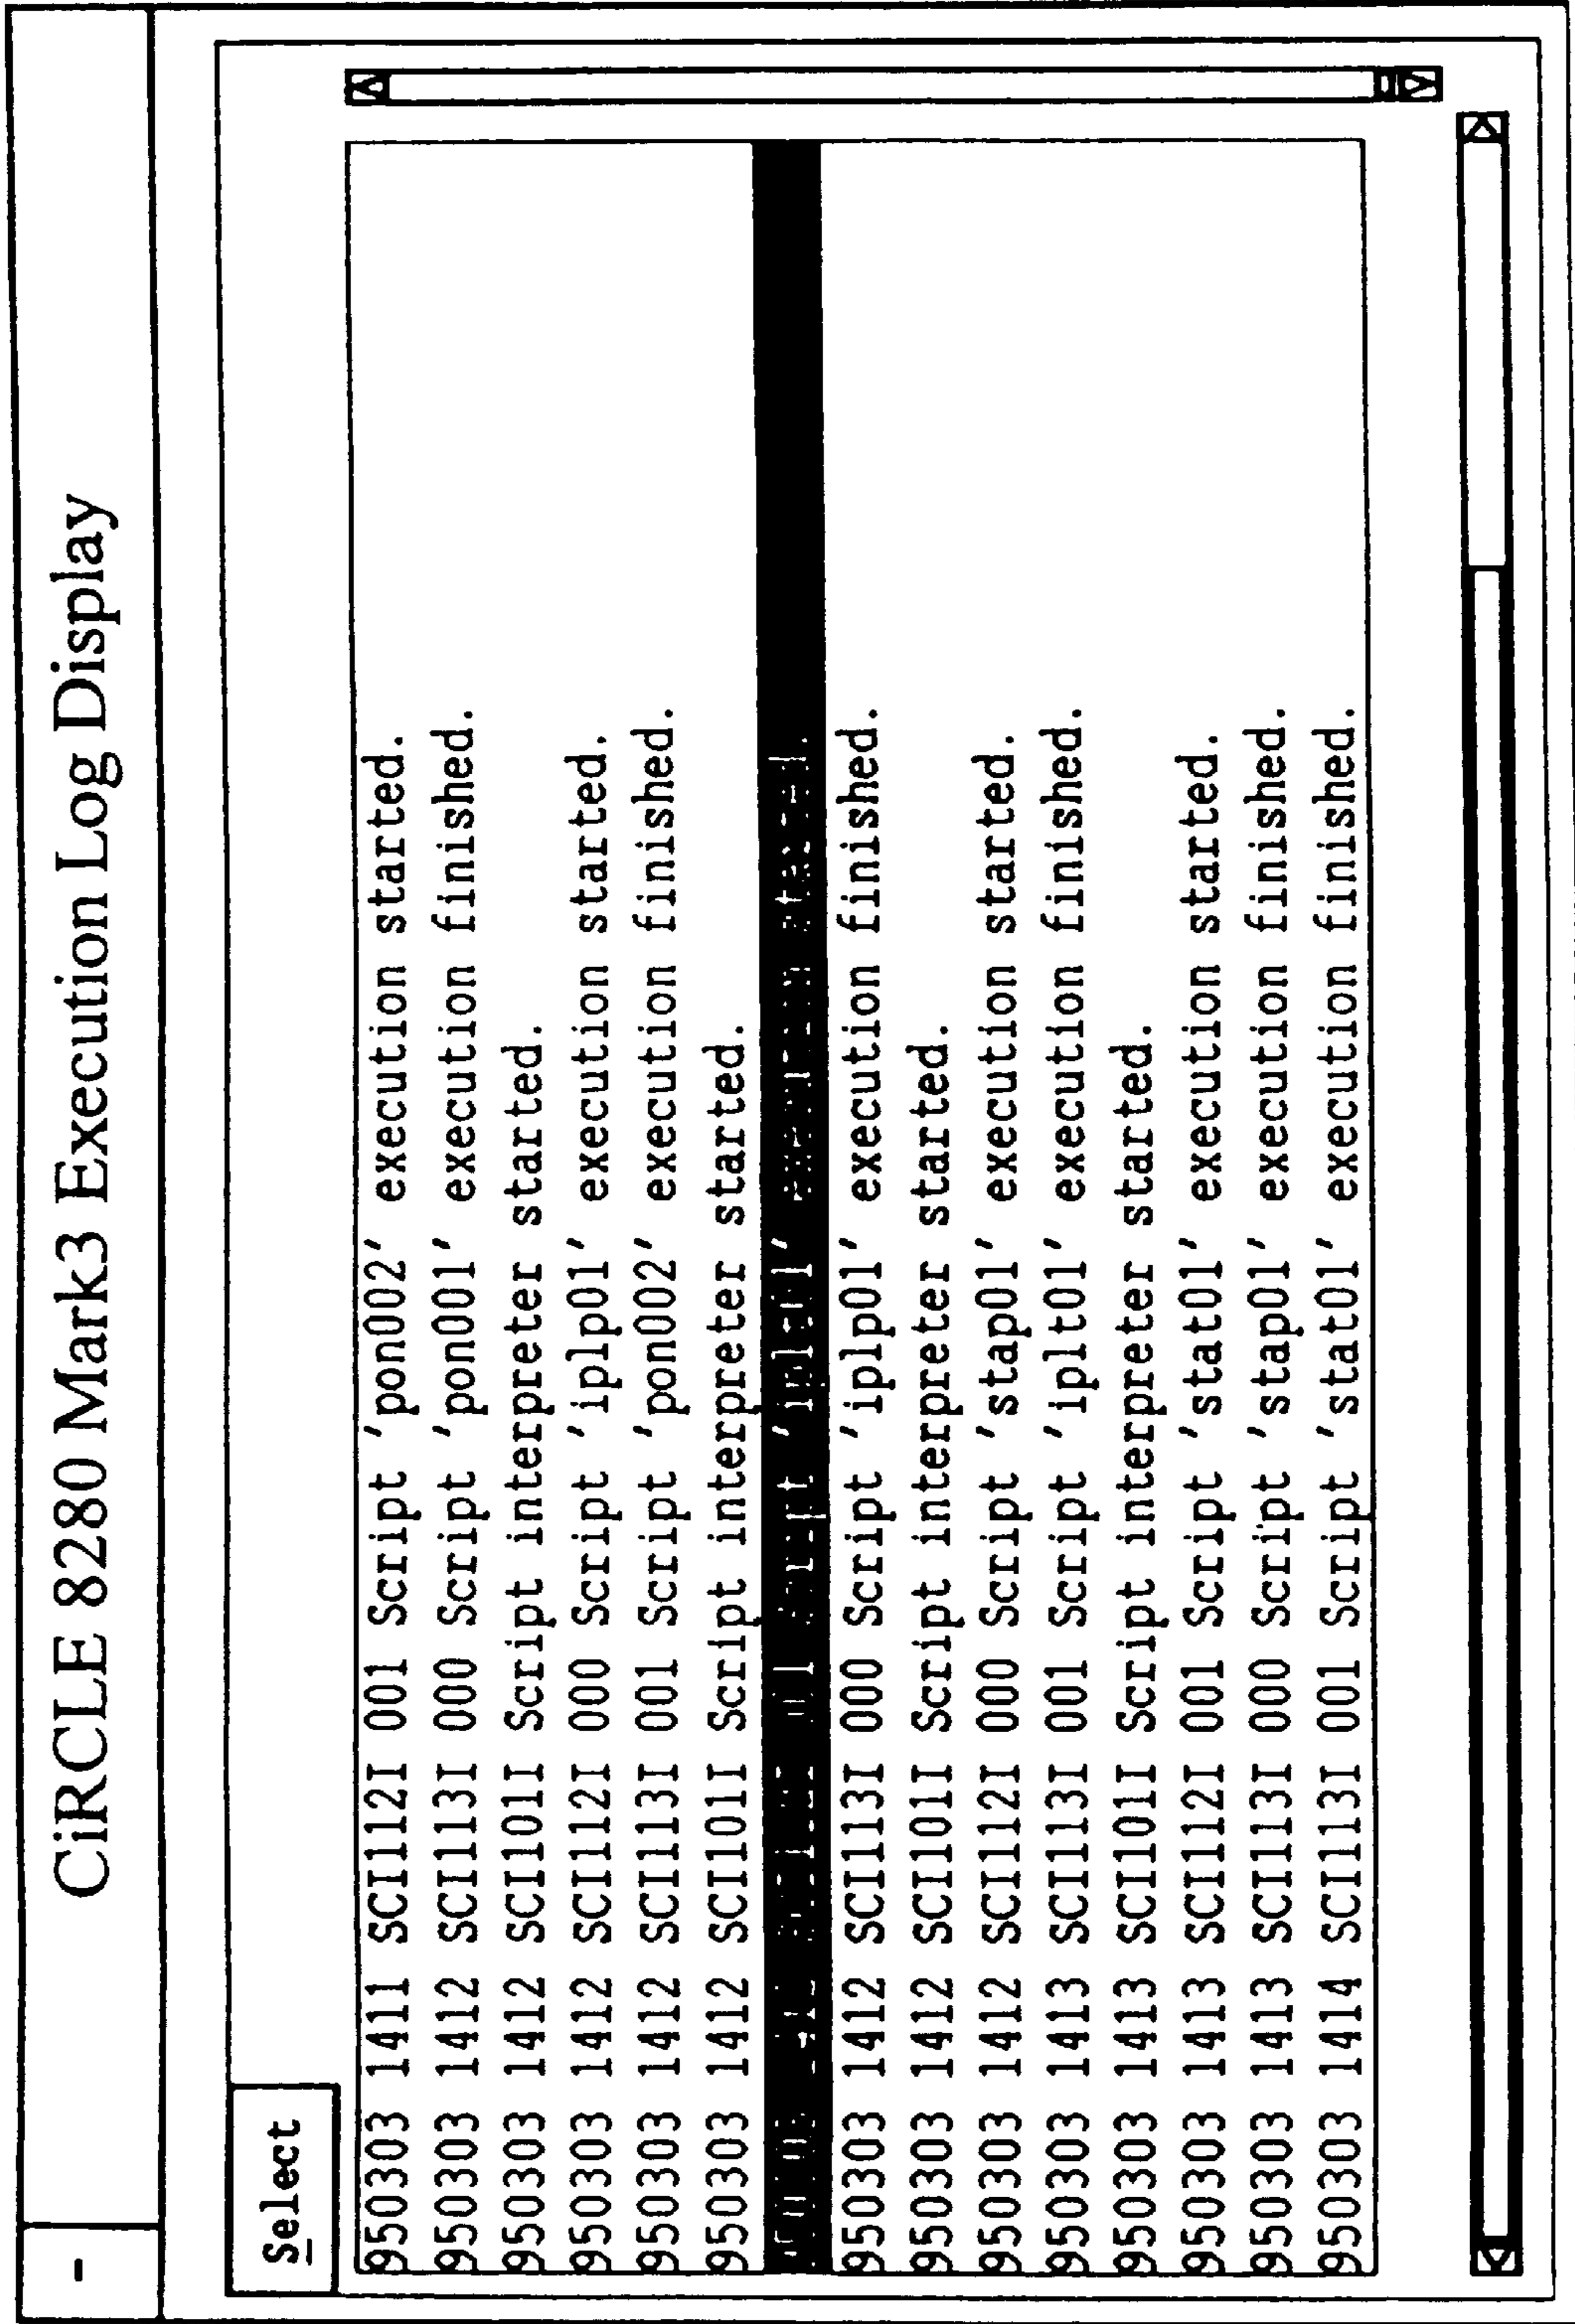 -
CiRCLE 8280 Mark3 Execution Log Display
Select
950303 1411 SCI112I 001 Script 'pon002' execution started.
950303 1412 SCI113I 000 Script 'pon001' execution finished.
950303 1412 SCI101I Script interpreter started.
950303 1412 SCI112I 000 Script 'iplp01' execution started.
950303 1412 SCI113I 001 Script 'pon002' execution finished.
950303 1412 SCI101I Script interpreter started.
001 Script execution started.
950303 1412 SCI113I 000 Script 'iplp01' execution finished.
950303 1412 SCI101I Script interpreter started.
950303 1412 SCI112I 000 Script 'stap01' execution started.
950303 1413 SCI113I 001 Script 'iplt01' execution finished.
950303 1413 SCI101I Script interpreter started.
950303 1413 SCI112I 001 Script 'stat01' execution started.
950303 1413 SCI113I 000 Script 'stap01' execution finished.
950303 1414 SCI113I 001 Script 'stat01' execution finished.